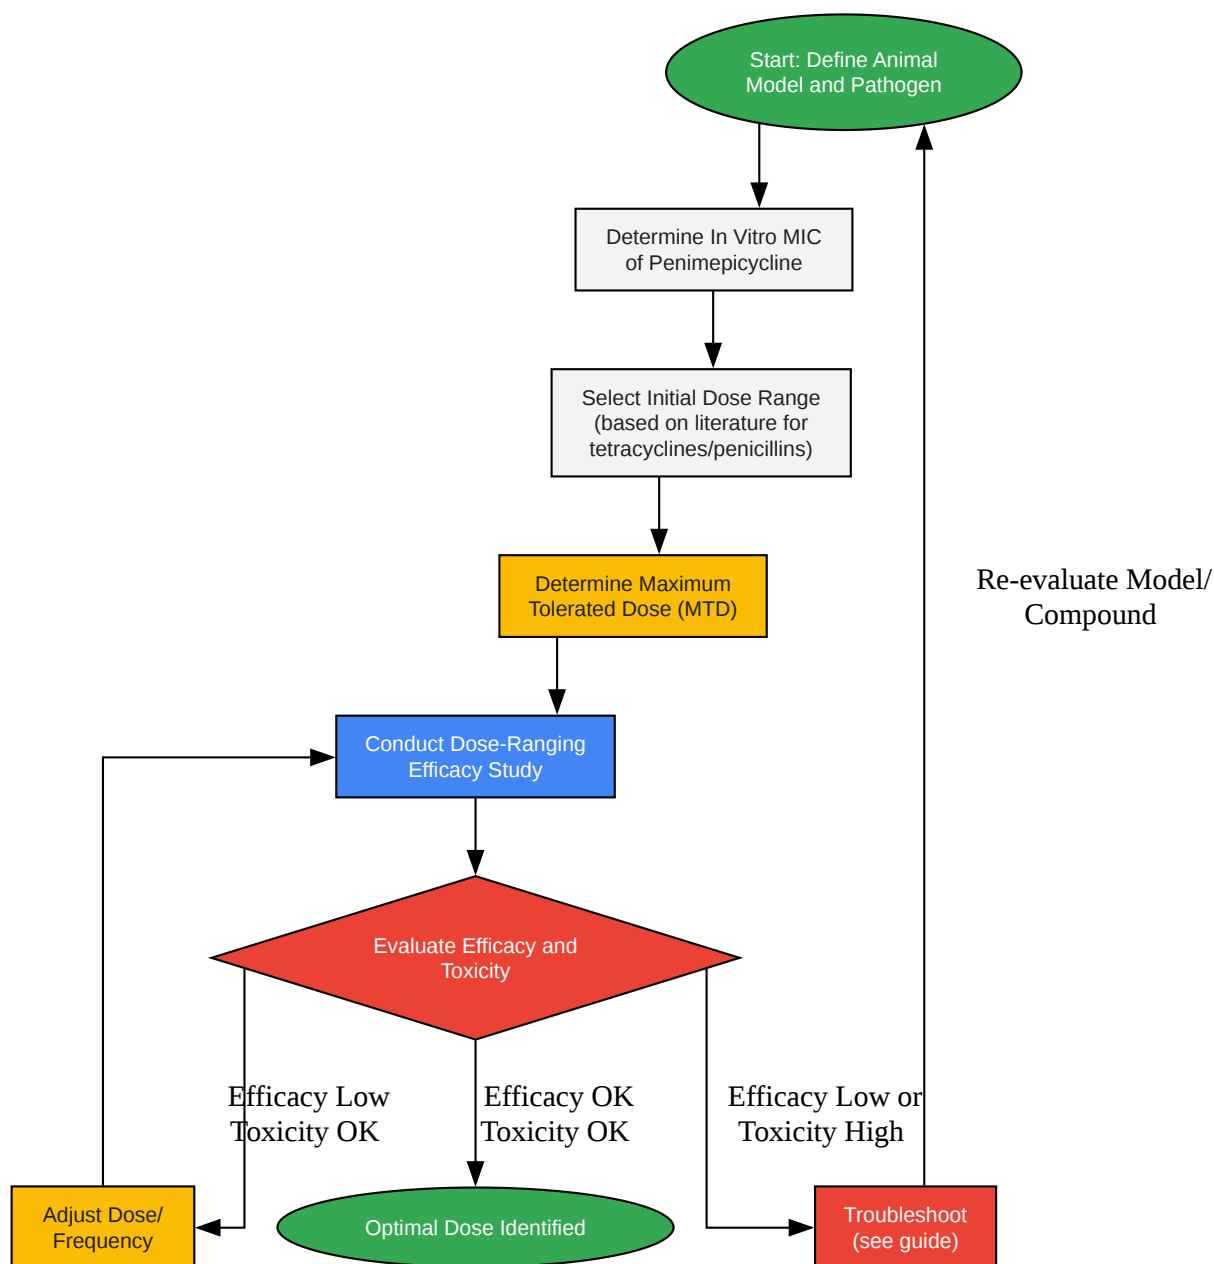 Start: Define Animal
Model and Pathogen
Determine In Vitro MIC
of Penimepicycline
Select Initial Dose Range
(based on literature for
tetracyclines/penicillins)
Determine Maximum
Tolerated Dose (MTD)
Re-evaluate Model/
Compound
Conduct Dose-Ranging
Efficacy Study
Evaluate Efficacy and
Toxicity
Efficacy Low
Toxicity OK
Efficacy OK
Toxicity OK
Efficacy Low or
Toxicity High
Adjust Dose/
Frequency
Optimal Dose Identified
Troubleshoot
(see guide)